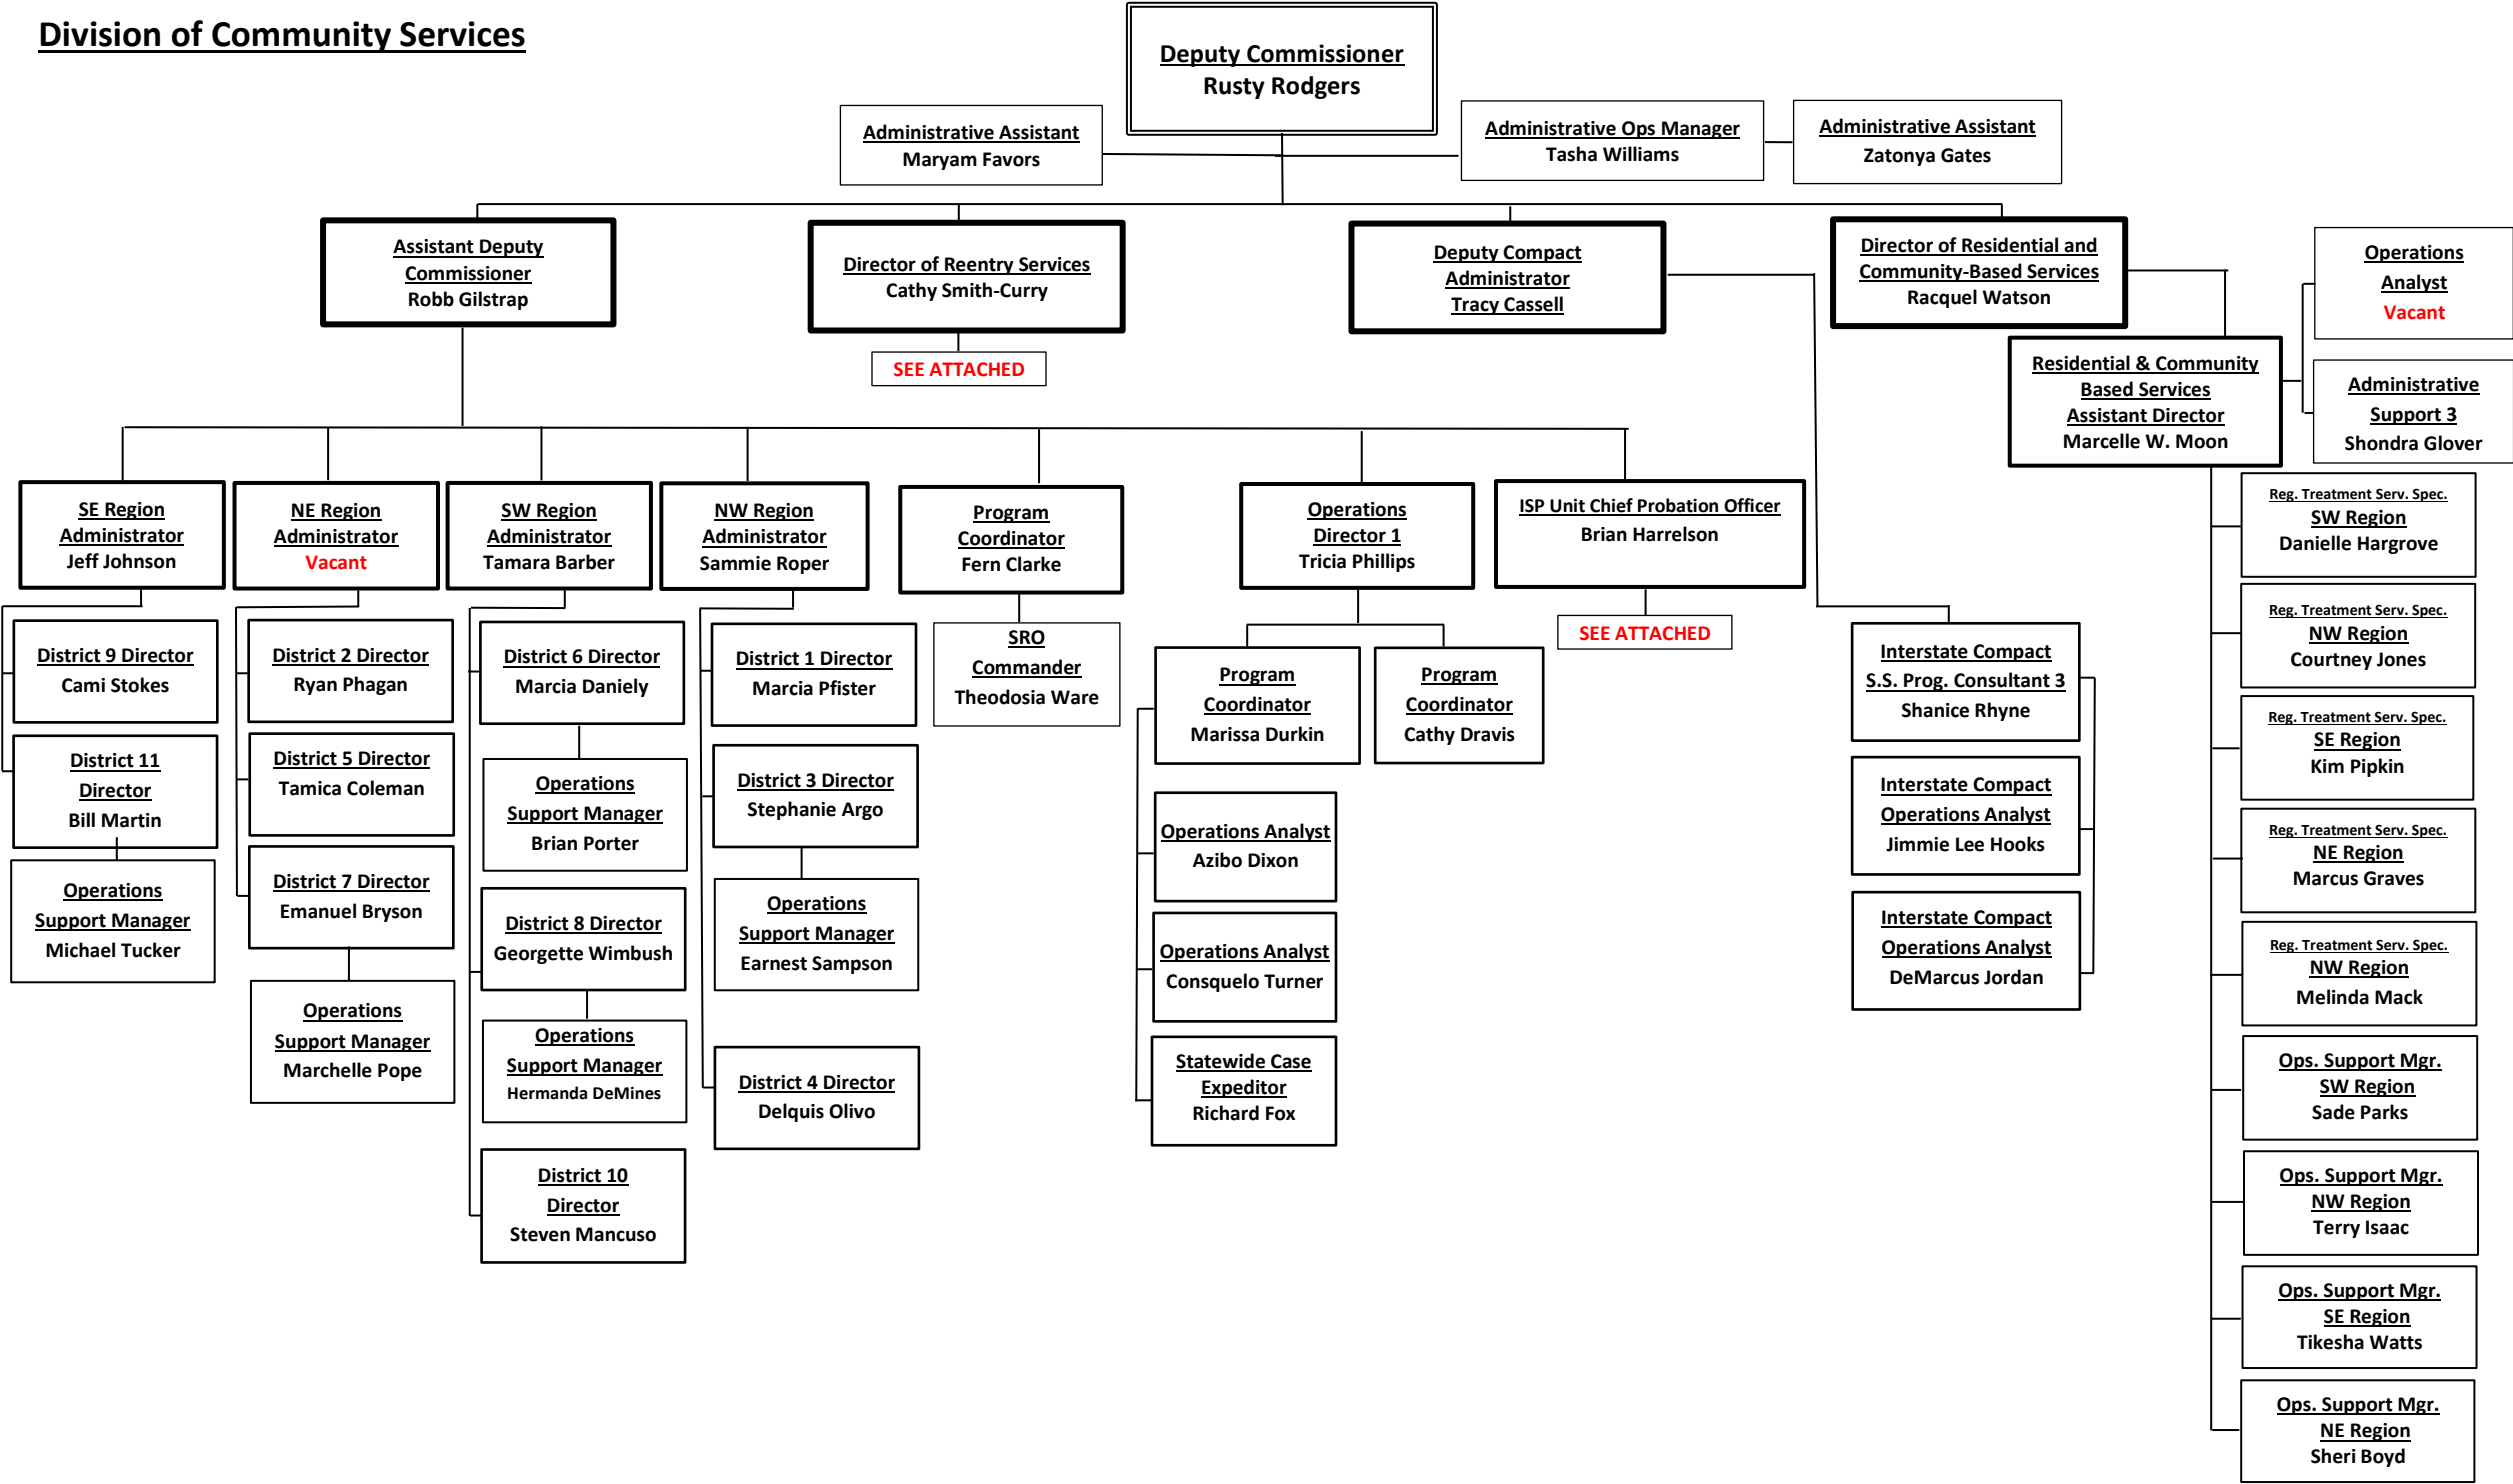 Division of Community Services
Deputy Commissioner
Rusty Rodgers
Administrative Assistant
Maryam Favors
Administrative Ops Manager
Tasha Williams
Administrative Assistant
Zatonya Gates
Assistant Deputy
Commissioner
Robb Gilstrap
Director of Reentry Services
Cathy Smith-Curry
SEE ATTACHED
Deputy Compact
Administrator
Tracy Cassell
Director of Residential and
Community-Based Services
Racquel Watson
Operations
Analyst
Vacant
Residential & Community
Based Services
Assistant Director
Marcelle W. Moon
Administrative
Support 3
Shondra Glover
SE Region
Administrator
Jeff Johnson
NE Region
Administrator
Vacant
SW Region
Administrator
Tamara Barber
NW Region
Administrator
Sammie Roper
Program
Coordinator
Fern Clarke
Operations
Director 1
Tricia Phillips
ISP Unit Chief Probation Officer
Brian Harrelson
SEE ATTACHED
District 9 Director
Cami Stokes
District 11
Director
Bill Martin
Operations
Support Manager
Michael Tucker
District 2 Director
Ryan Phagan
District 5 Director
Tamica Coleman
District 7 Director
Emanuel Bryson
Operations
Support Manager
Marchelle Pope
District 6 Director
Marcia Daniely
Operations
Support Manager
Brian Porter
District 8 Director
Georgette Wimbush
Operations
Support Manager
Hermanda DeMines
District 10
Director
Steven Mancuso
District 1 Director
Marcia Pfister
District 3 Director
Stephanie Argo
Operations
Support Manager
Earnest Sampson
District 4 Director
Delquis Olivo
SRO
Commander
Theodosia Ware
Program
Coordinator
Marissa Durkin
Program
Coordinator
Cathy Dravis
Operations Analyst
Azibo Dixon
Operations Analyst
Consquelo Turner
Statewide Case
Expeditor
Richard Fox
Interstate Compact
S.S. Prog. Consultant 3
Shanice Rhyne
Interstate Compact
Operations Analyst
Jimmie Lee Hooks
Interstate Compact
Operations Analyst
DeMarcus Jordan
Reg. Treatment Serv. Spec.
SW Region
Danielle Hargrove
Reg. Treatment Serv. Spec.
NW Region
Courtney Jones
Reg. Treatment Serv. Spec.
SE Region
Kim Pipkin
Reg. Treatment Serv. Spec.
NE Region
Marcus Graves
Reg. Treatment Serv. Spec.
NW Region
Melinda Mack
Ops. Support Mgr.
SW Region
Sade Parks
Ops. Support Mgr.
NW Region
Terry Isaac
Ops. Support Mgr.
SE Region
Tikesha Watts
Ops. Support Mgr.
NE Region
Sheri Boyd